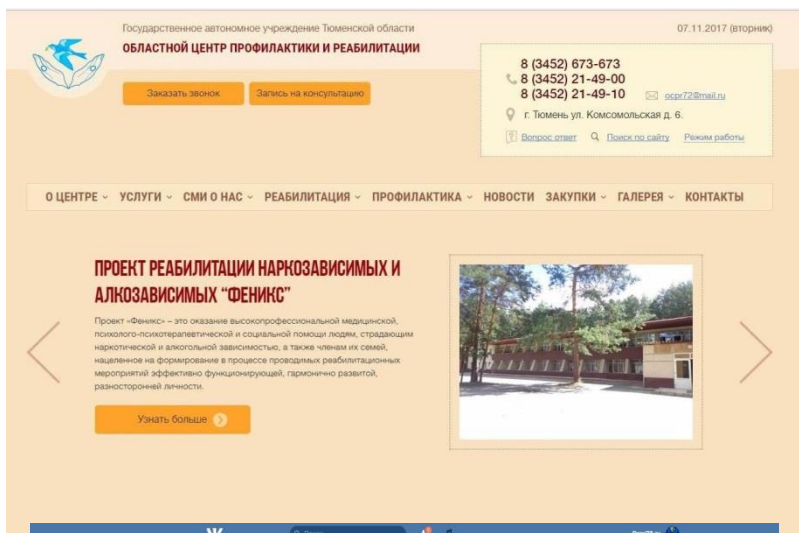 Государственное автономное учреждение Тюменской области
07.11.2017 (вторник)
ОБЛАСТНОЙ ЦЕНТР ПРОФИЛАКТИКИ И РЕАБИЛИТАЦИИ
Заказать звонок
Запись на консультацию
8 (3452) 673-673
8 (3452) 21-49-00
8 (3452) 21-49-10
ocpr72@mail.ru
г. Тюмень ул. Комсомольская д. 6.
Вопрос ответ Поиск по сайту Режим работы
О ЦЕНТРЕ УСЛУГИ СМИ О НАС РЕАБИЛИТАЦИЯ ПРОФИЛАКТИКА НОВОСТИ ЗАКУПКИ ГАЛЕРЕЯ КОНТАКТЫ
ПРОЕКТ РЕАБИЛИТАЦИИ НАРКОЗАВИСИМЫХ И
АЛКОЗАВИСИМЫХ “ФЕНИКС”
Проект «Феникс» – это оказание высокопрофессиональной медицинской,
психолого-психотерапевтической и социальной помощи людям, страдающим
наркотической и алкогольной зависимостью, а также членам их семей,
нацеленное на формирование в процессе проводимых реабилитационных
мероприятий эффективно функционирующей, гармонично развитой,
разносторонней личности.
Узнать больше